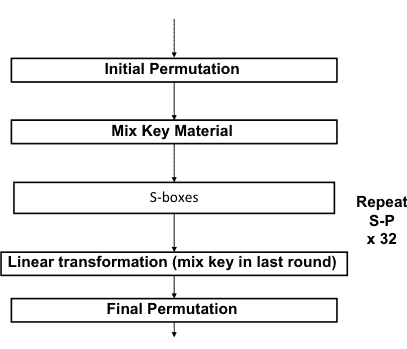 Initial Permutation
Mix Key Material
S-boxes
Repeat
S-P
x 32
Linear transformation (mix key in last round)
Final Permutation